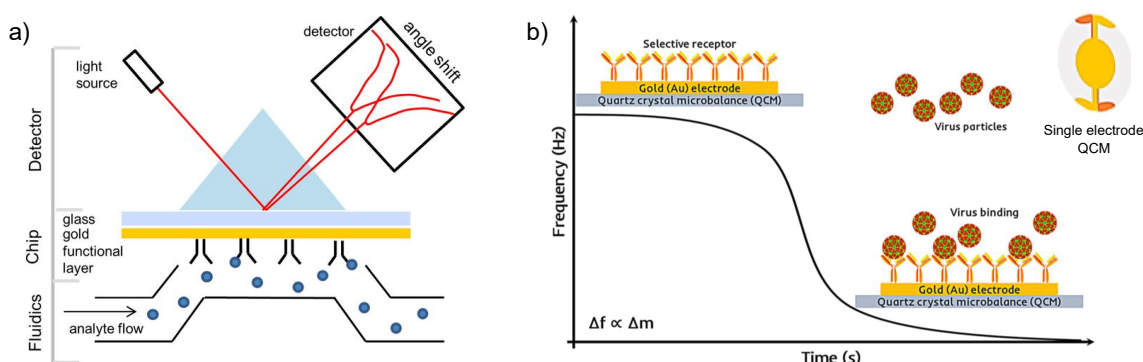 a)
Detector
Chip
Fluidics
light
source
detector
angle shift
glass
gold
functional
layer
analyte flow
b)
Frequency (Hz)
Selective receptor
Gold (Au) electrode
Quartz crystal microbalance (QCM)
Virus particles
Single electrode
QCM
Virus binding
Gold (Au) electrode
Quartz crystal microbalance (QCM)
Δf ∝ Δm
Time (s)